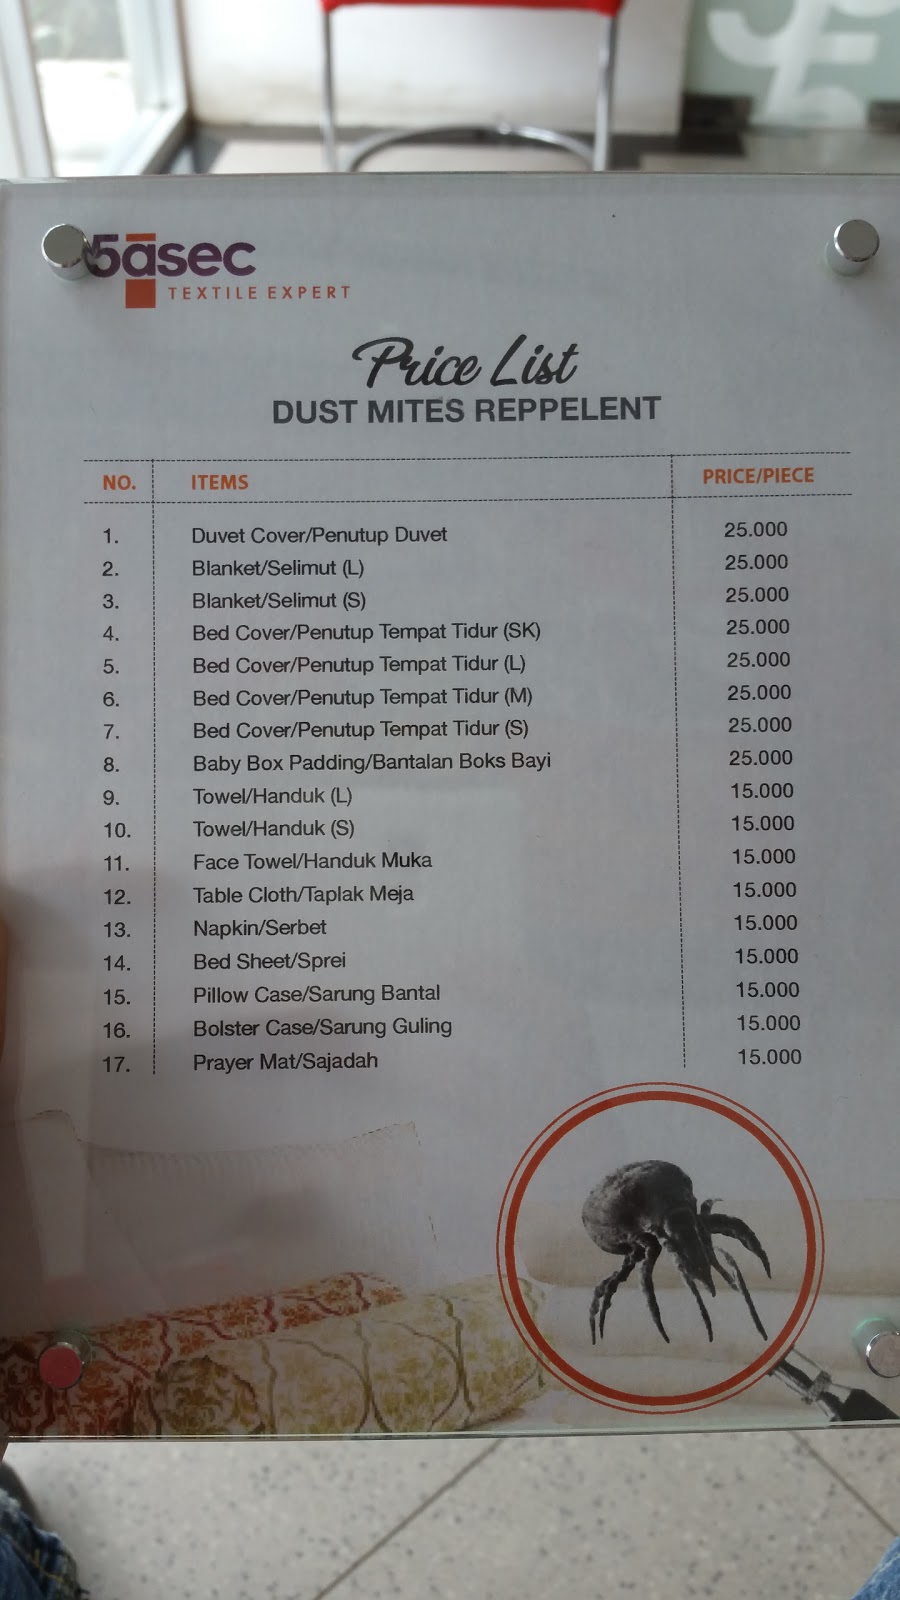 5àsec
TEXTILE EXPERT
Price List
DUST MITES REPPELENT
NO. ITEMS PRICE/PIECE
1. Duvet Cover/Penutup Duvet 25.000
2. Blanket/Selimut (L) 25.000
3. Blanket/Selimut (S) 25.000
4. Bed Cover/Penutup Tempat Tidur (SK) 25.000
5. Bed Cover/Penutup Tempat Tidur (L) 25.000
6. Bed Cover/Penutup Tempat Tidur (M) 25.000
7. Bed Cover/Penutup Tempat Tidur (S) 25.000
8. Baby Box Padding/Bantalan Boks Bayi 25.000
9. Towel/Handuk (L) 15.000
10. Towel/Handuk (S) 15.000
11. Face Towel/Handuk Muka 15.000
12. Table Cloth/Taplak Meja 15.000
13. Napkin/Serbet 15.000
14. Bed Sheet/Sprei 15.000
15. Pillow Case/Sarung Bantal 15.000
16. Bolster Case/Sarung Guling 15.000
17. Prayer Mat/Sajadah 15.000